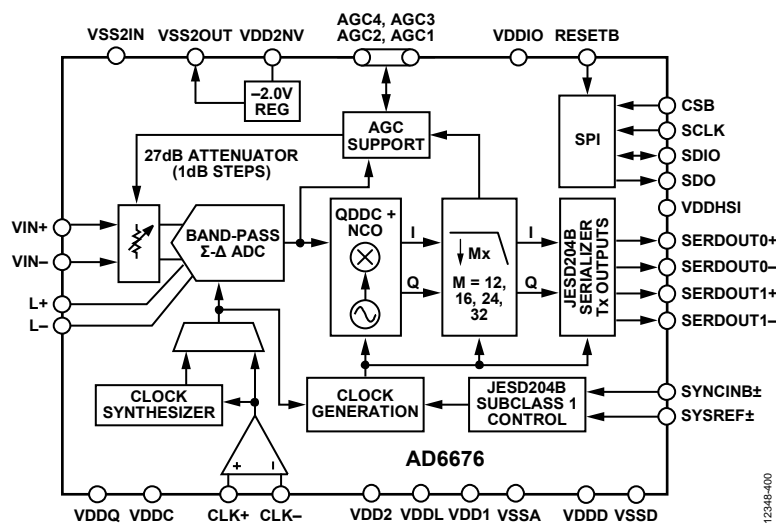 VSS2IN
VSS2OUT
VDD2NV
AGC4, AGC3
AGC2, AGC1
VDDIO
RESETB
–2.0V
REG
AGC
SUPPORT
SPI
CSB
SCLK
SDIO
SDO
27dB ATTENUATOR
(1dB STEPS)
VDDHSI
VIN+
VIN–
L+
L–
BAND-PASS
Σ-Δ ADC
QDDC +
NCO
I
Q
Mx
M = 12,
16, 24,
32
I
Q
JESD204B
SERIALIZER
Tx OUTPUTS
SERDOUT0+
SERDOUT0–
SERDOUT1+
SERDOUT1–
CLOCK
SYNTHESIZER
CLOCK
GENERATION
JESD204B
SUBCLASS 1
CONTROL
SYNCINB±
SYSREF±
+
–
AD6676
VDDQ
VDDC
CLK+
CLK–
VDD2
VDDL
VDD1
VSSA
VDDD
VSSD
12348-400